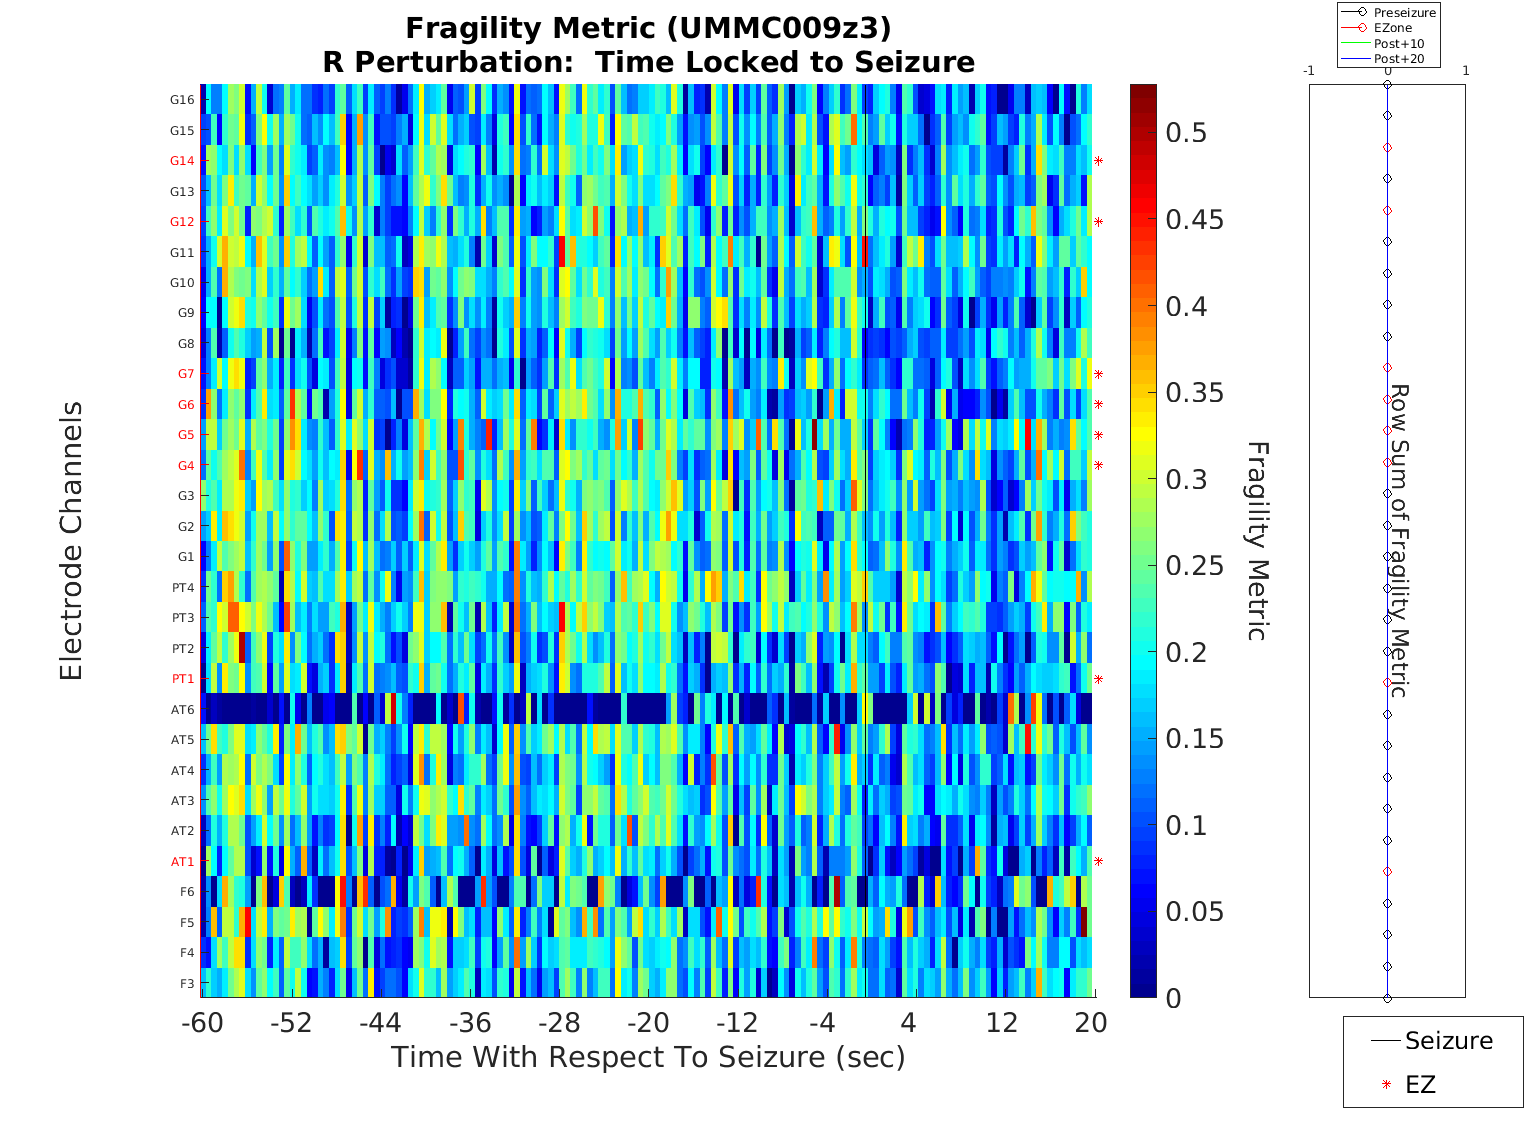 Fragility Metric (UMMC009z3)
R Perturbation:  Time Locked to Seizure
Electrode Channels
G16
G15
G14
G13
G12
G11
G10
G9
G8
G7
G6
G5
G4
G3
G2
G1
PT4
PT3
PT2
PT1
AT6
AT5
AT4
AT3
AT2
AT1
F6
F5
F4
F3
-60 -52 -44 -36 -28 -20 -12 -4 4 12 20
Time With Respect To Seizure (sec)
0.5
0.45
0.4
0.35
0.3
0.25
0.2
0.15
0.1
0.05
0
Fragility Metric
Preseizure
EZone
Post+10
Post+20
-1 0 1
Row Sum of Fragility Metric
Seizure
EZ